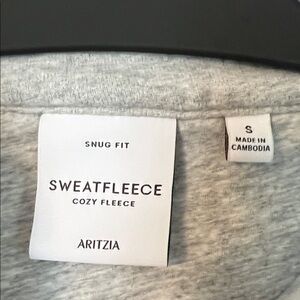 SNUG FIT
SWEATFLEECE
COZY FLEECE
ARITZIA
S
MADE IN
CAMBODIA